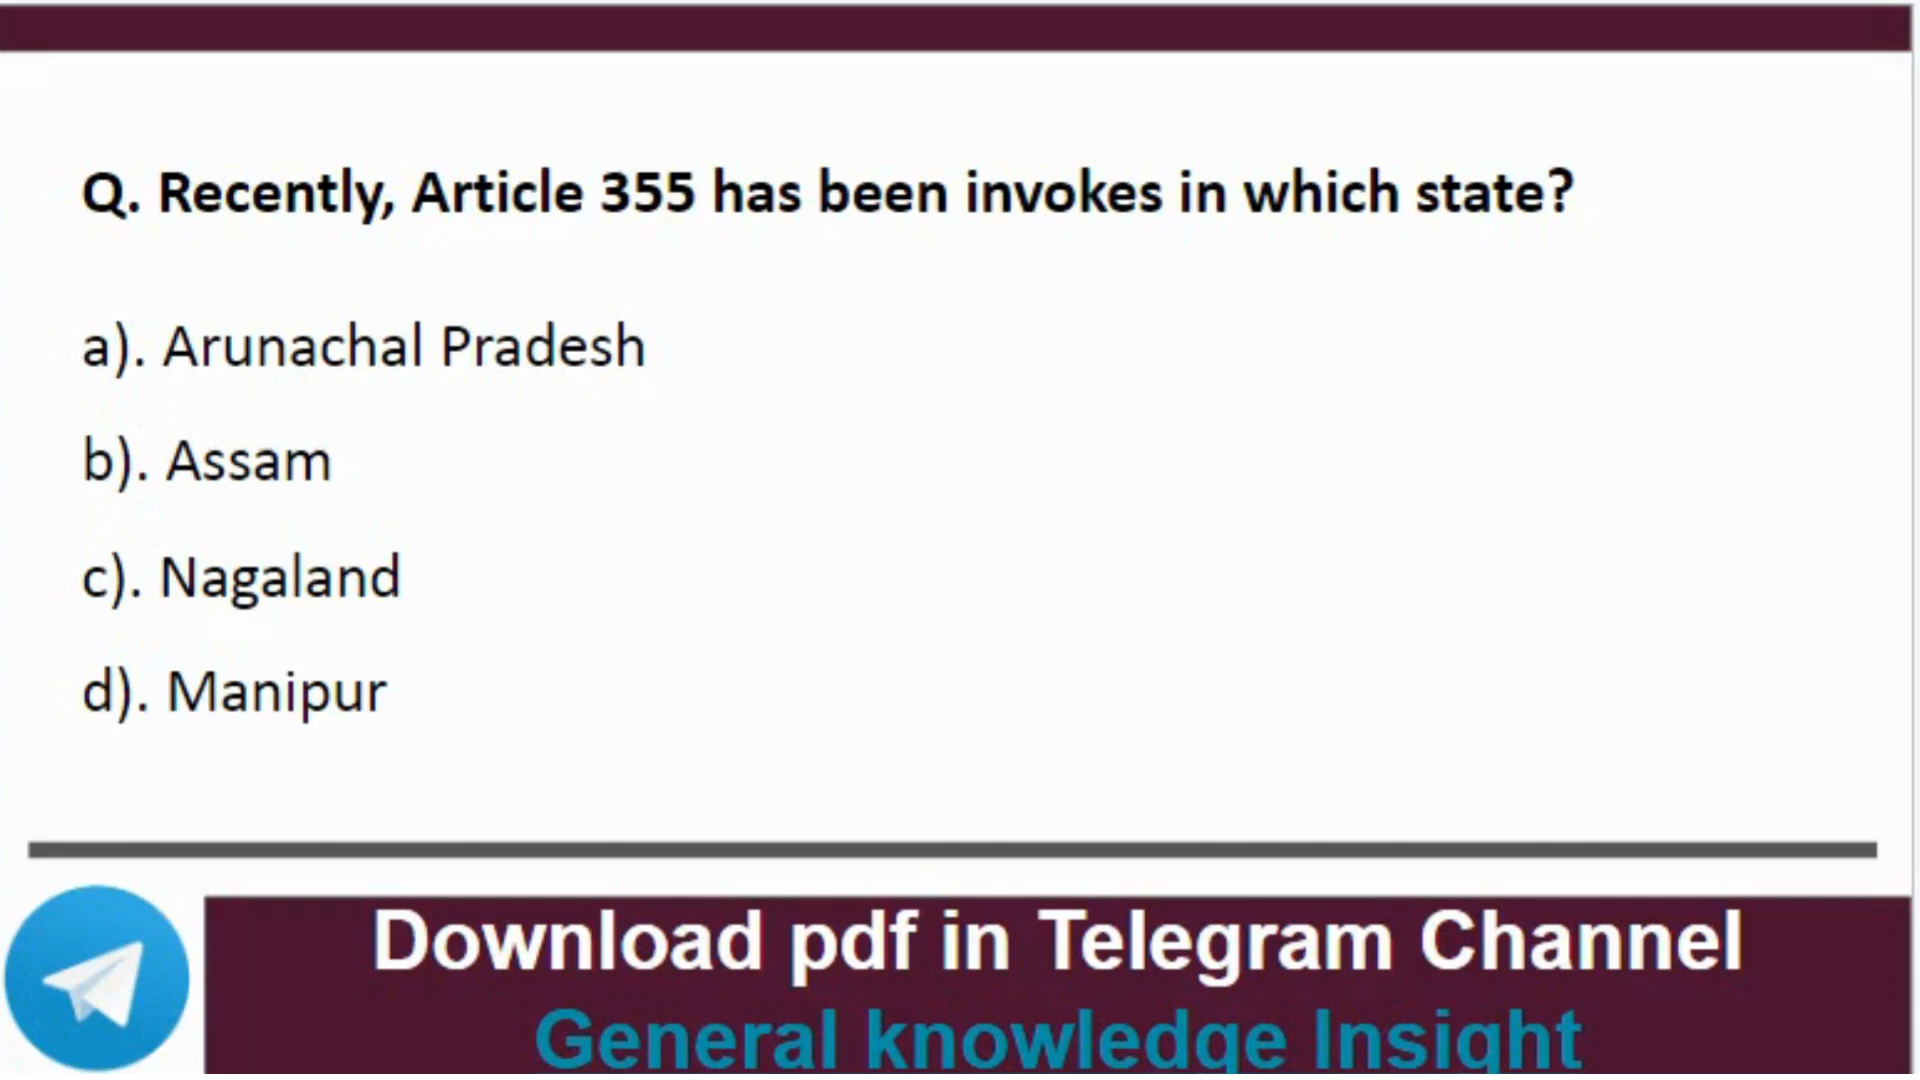 Q. Recently, Article 355 has been invokes in which state?
a). Arunachal Pradesh
b). Assam
c). Nagaland
d). Manipur
Download pdf in Telegram Channel
General knowledge Insight